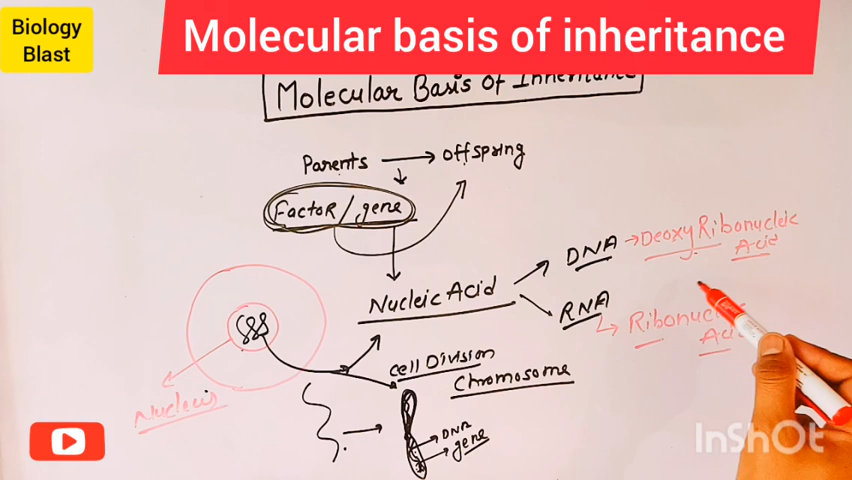 Biology
Blast
Molecular basis of inheritance
Molecular Basis of Inheritance
Parents → offspring
Factor/gene
Nucleic Acid
DNA → Deoxy Ribonucleic
Acid
RNA → Ribonucleic
Acid
Nucleus
Cell Division
Chromosome
DNA
gene
InShOt